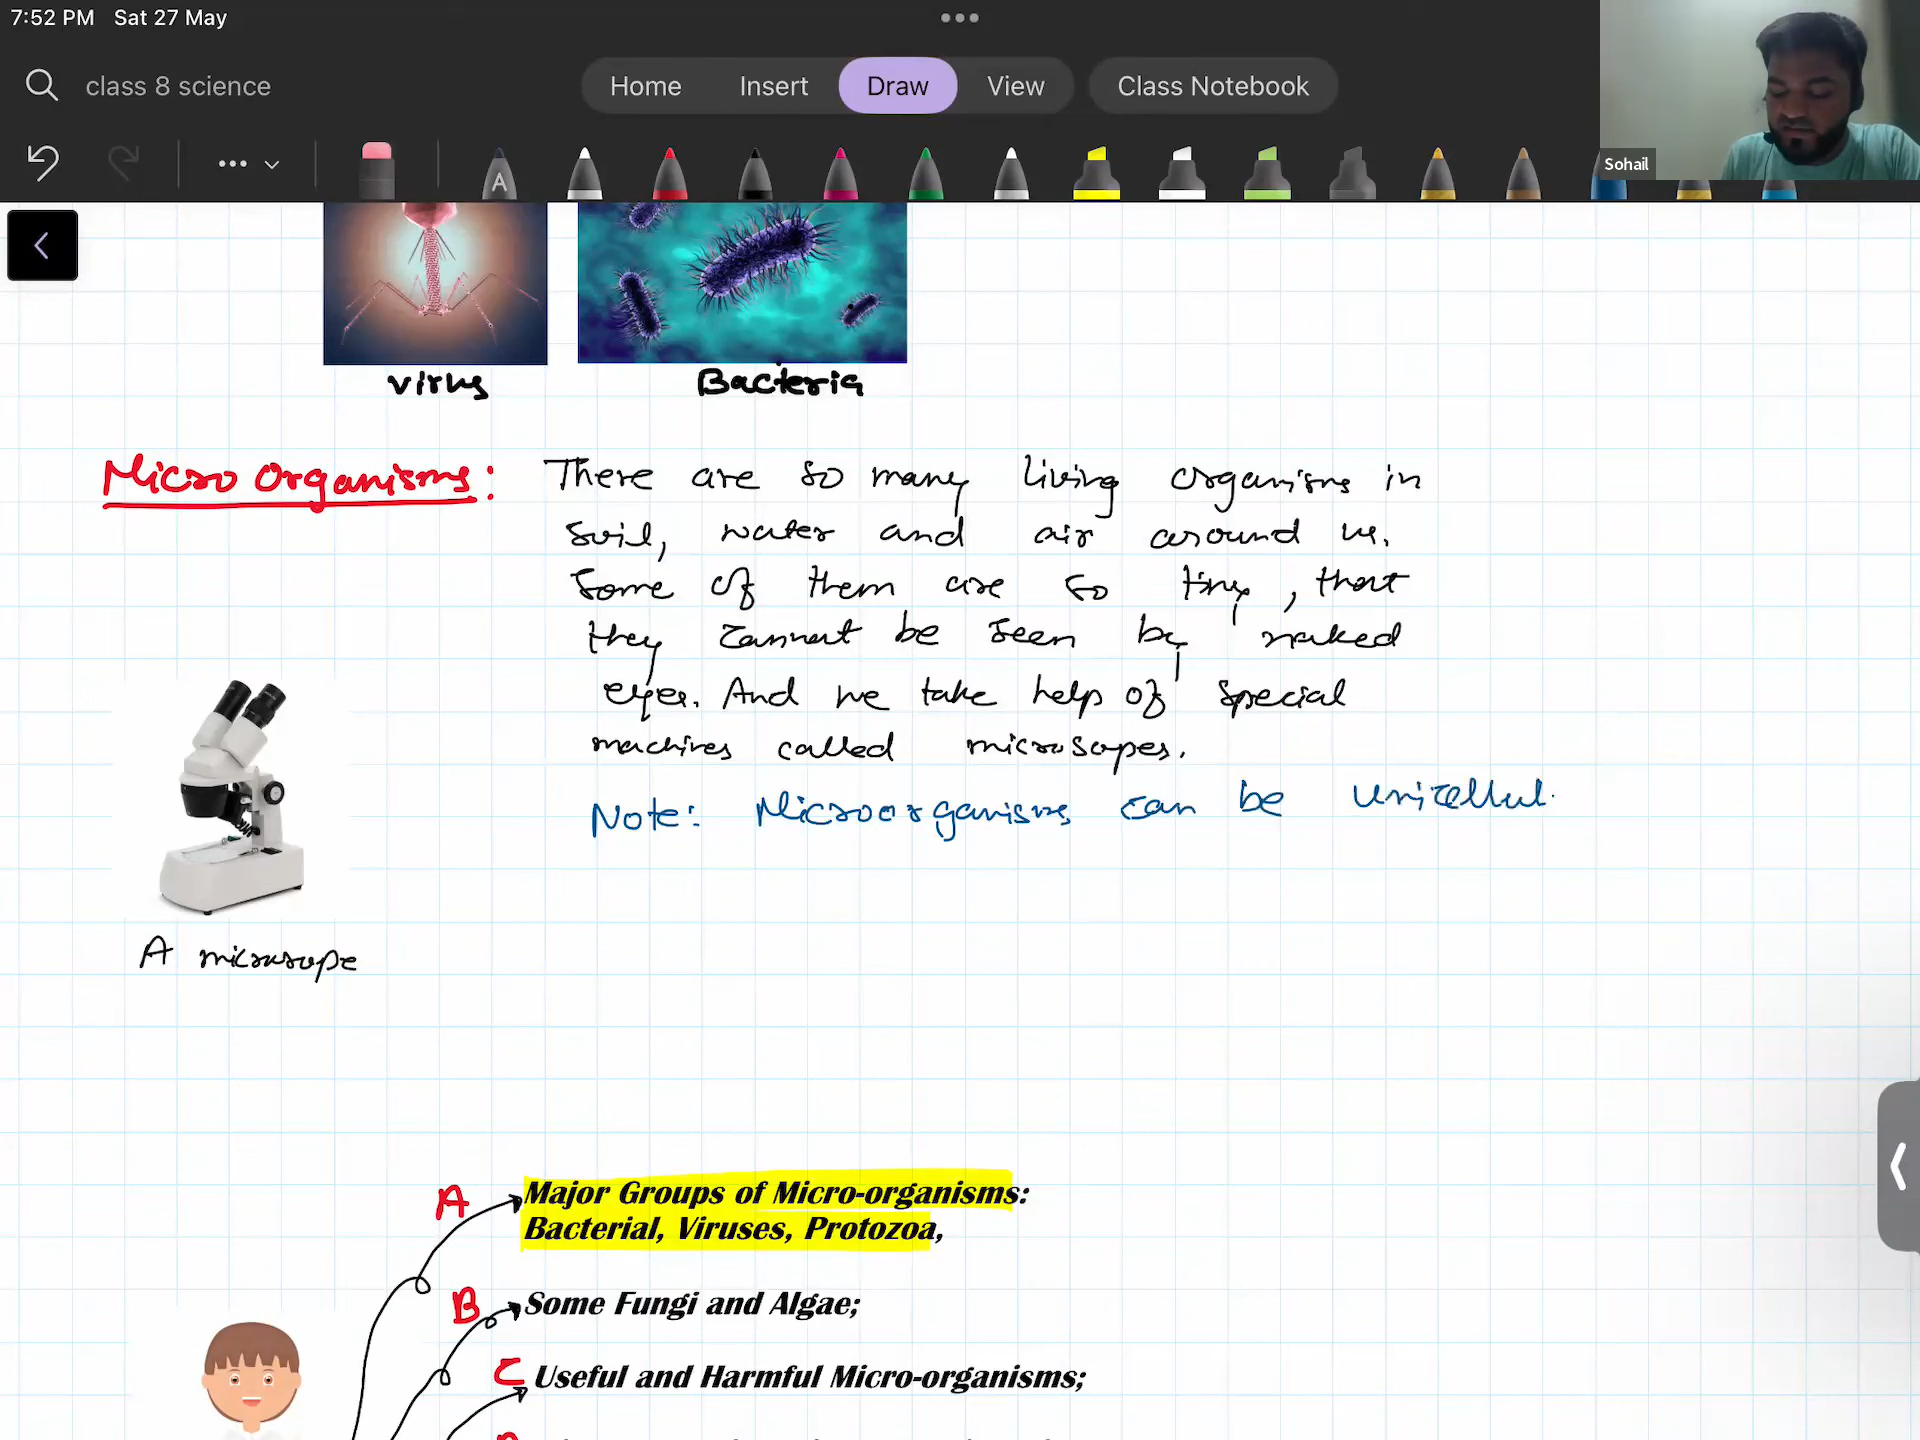 7:52 PM Sat 27 May
class 8 science
Home Insert Draw View Class Notebook
A
Sohail
virus
Bacteria
Micro Organisms: There are so many living organisms in
soil, water and air around us.
Some of them are so tiny, that
they cannot be seen by naked
eyes. And we take help of special
machines called microscopes.
Note: Microorganisms can be unicellul
A microscope
A Major Groups of Micro-organisms:
Bacterial, Viruses, Protozoa,
B Some Fungi and Algae;
C Useful and Harmful Micro-organisms;